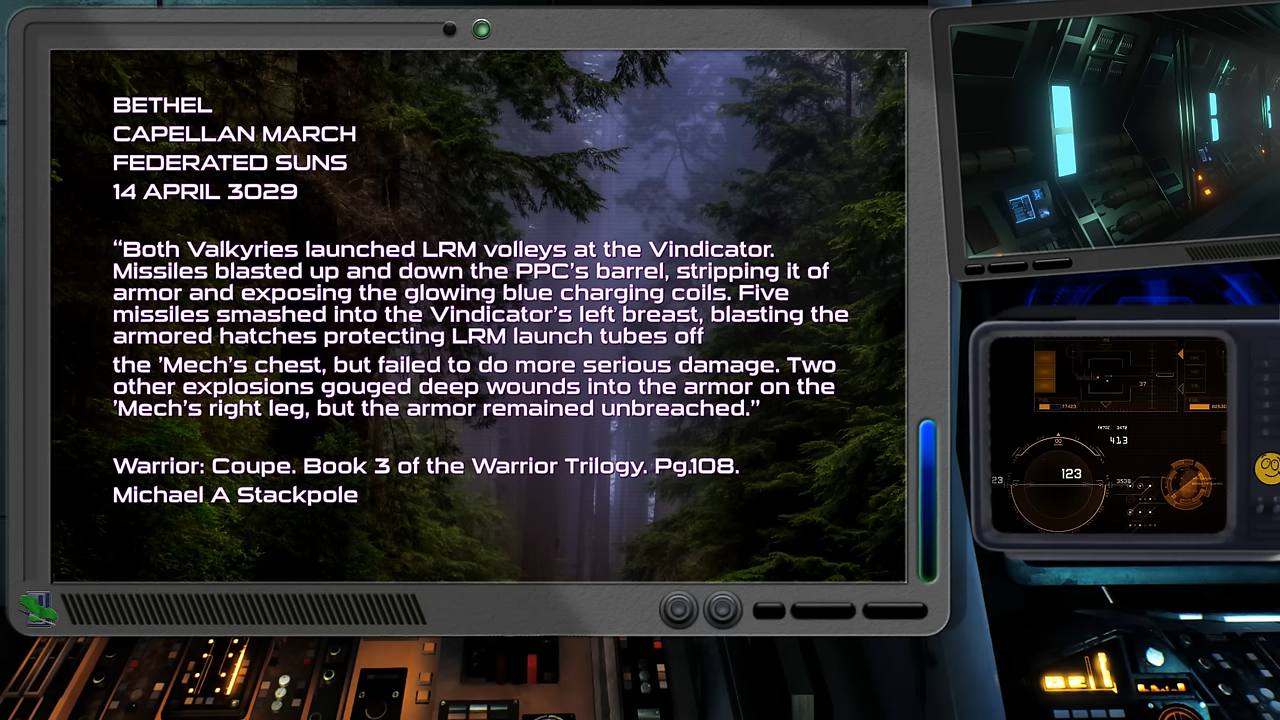 BETHEL
CAPELLAN MARCH
FEDERATED SUNS
14 APRIL 3029
“Both Valkyries launched LRM volleys at the Vindicator.
Missiles blasted up and down the PPC’s barrel, stripping it of
armor and exposing the glowing blue charging coils. Five
missiles smashed into the Vindicator’s left breast, blasting the
armored hatches protecting LRM launch tubes off
the ’Mech’s chest, but failed to do more serious damage. Two
other explosions gouged deep wounds into the armor on the
’Mech’s right leg, but the armor remained unbreached.”
Warrior: Coupe. Book 3 of the Warrior Trilogy. Pg.108.
Michael A Stackpole
37
77423
413
123
23
3538